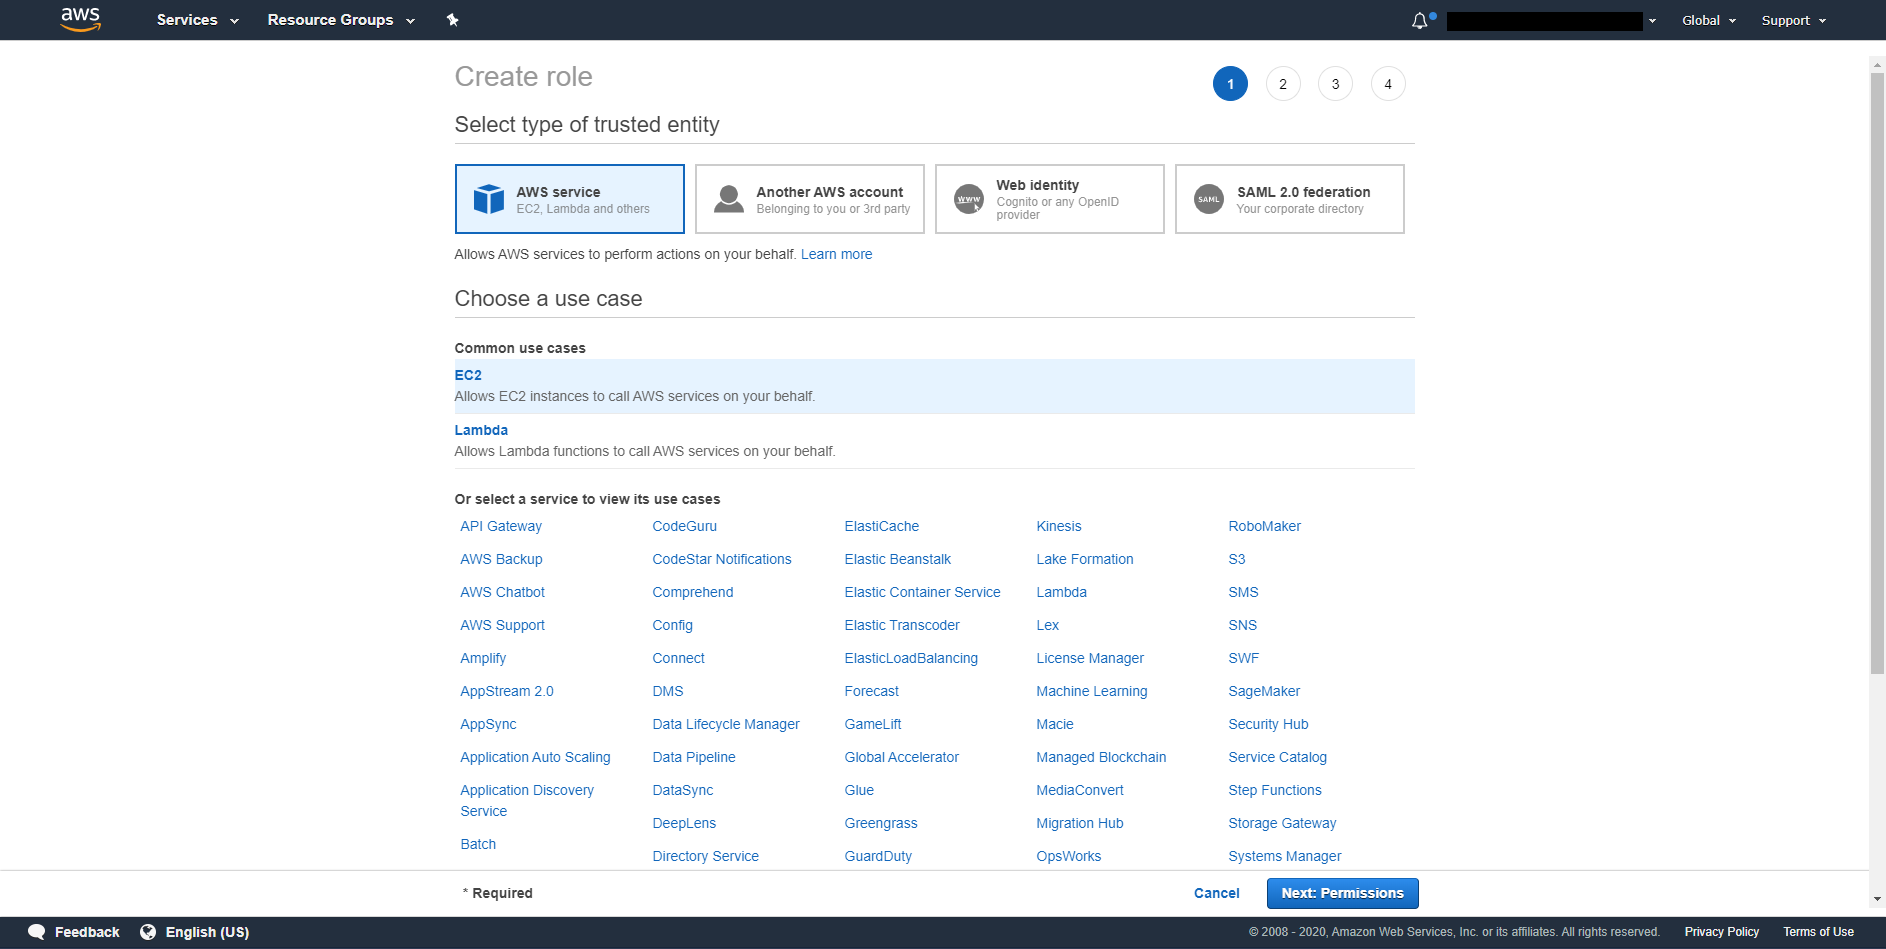 aws Services Resource Groups Global Support
Create role
1 2 3 4
Select type of trusted entity
AWS service
EC2, Lambda and others
Another AWS account
Belonging to you or 3rd party
Web identity
Cognito or any OpenID
provider
WWW
SAML
SAML 2.0 federation
Your corporate directory
Allows AWS services to perform actions on your behalf. Learn more
Choose a use case
Common use cases
EC2
Allows EC2 instances to call AWS services on your behalf.
Lambda
Allows Lambda functions to call AWS services on your behalf.
Or select a service to view its use cases
API Gateway
AWS Backup
AWS Chatbot
AWS Support
Amplify
AppStream 2.0
AppSync
Application Auto Scaling
Application Discovery
Service
Batch
CodeGuru
CodeStar Notifications
Comprehend
Config
Connect
DMS
Data Lifecycle Manager
Data Pipeline
DataSync
DeepLens
Directory Service
ElastiCache
Elastic Beanstalk
Elastic Container Service
Elastic Transcoder
ElasticLoadBalancing
Forecast
GameLift
Global Accelerator
Glue
Greengrass
GuardDuty
Kinesis
Lake Formation
Lambda
Lex
License Manager
Machine Learning
Macie
Managed Blockchain
MediaConvert
Migration Hub
OpsWorks
RoboMaker
S3
SMS
SNS
SWF
SageMaker
Security Hub
Service Catalog
Step Functions
Storage Gateway
Systems Manager
* Required
Cancel Next: Permissions
Feedback English (US) © 2008 - 2020, Amazon Web Services, Inc. or its affiliates. All rights reserved. Privacy Policy Terms of Use